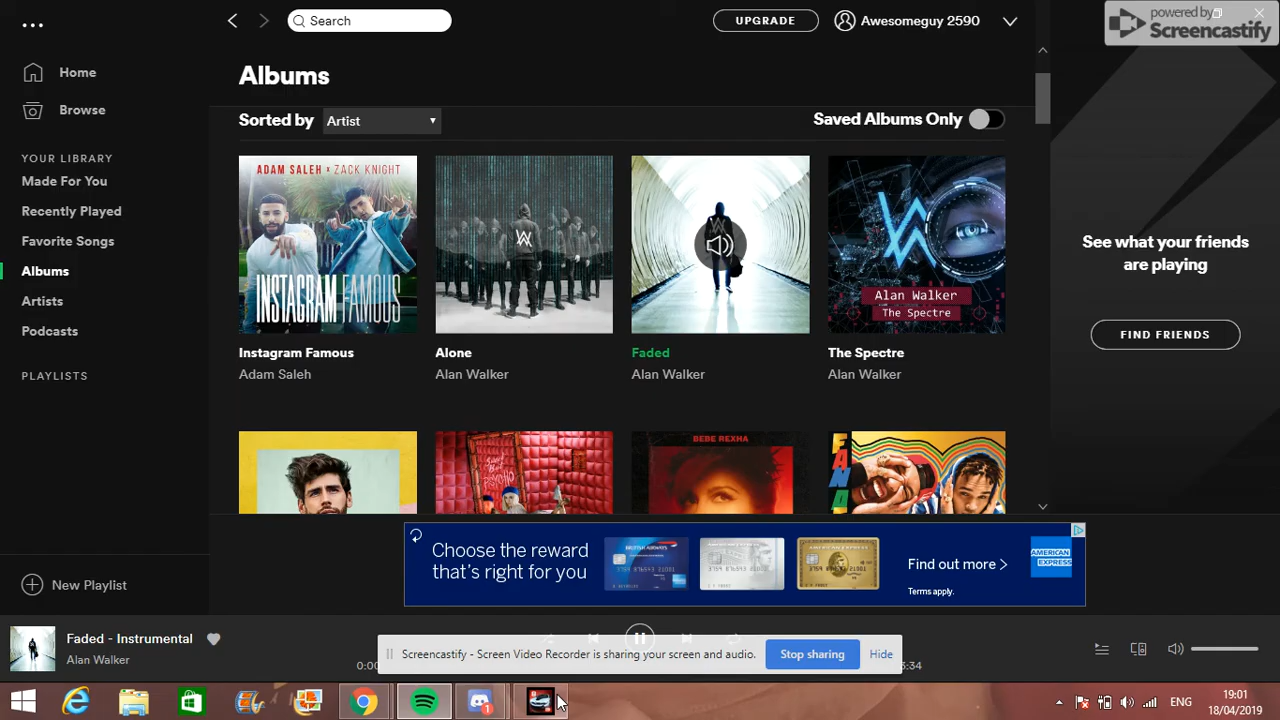 Search
UPGRADE
Awesomeguy 2590
powered by
Screencastify
Home
Browse
YOUR LIBRARY
Made For You
Recently Played
Favorite Songs
Albums
Artists
Podcasts
PLAYLISTS
New Playlist
Albums
Sorted by
Artist
Saved Albums Only
ADAM SALEH x ZACK KNIGHT
INSTAGRAM FAMOUS
Alan Walker
The Spectre
Instagram Famous
Adam Saleh
Alone
Alan Walker
Faded
Alan Walker
The Spectre
Alan Walker
BEBE REXHA
See what your friends
are playing
FIND FRIENDS
Choose the reward
that's right for you
Find out more >
Terms apply.
AMERICAN
EXPRESS
Faded - Instrumental
Alan Walker
0:00
Screencastify - Screen Video Recorder is sharing your screen and audio.
Stop sharing
Hide
3:34
1
ENG
19:01
18/04/2019